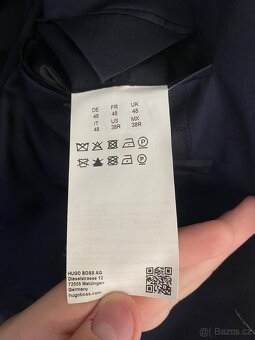 DE FR UK
48 48 48
IT US MX
48 38R 38R
HUGO BOSS AG
Dieselstrasse 12
72555 Metzingen
Germany
hugoboss.com
Bazoš.cz